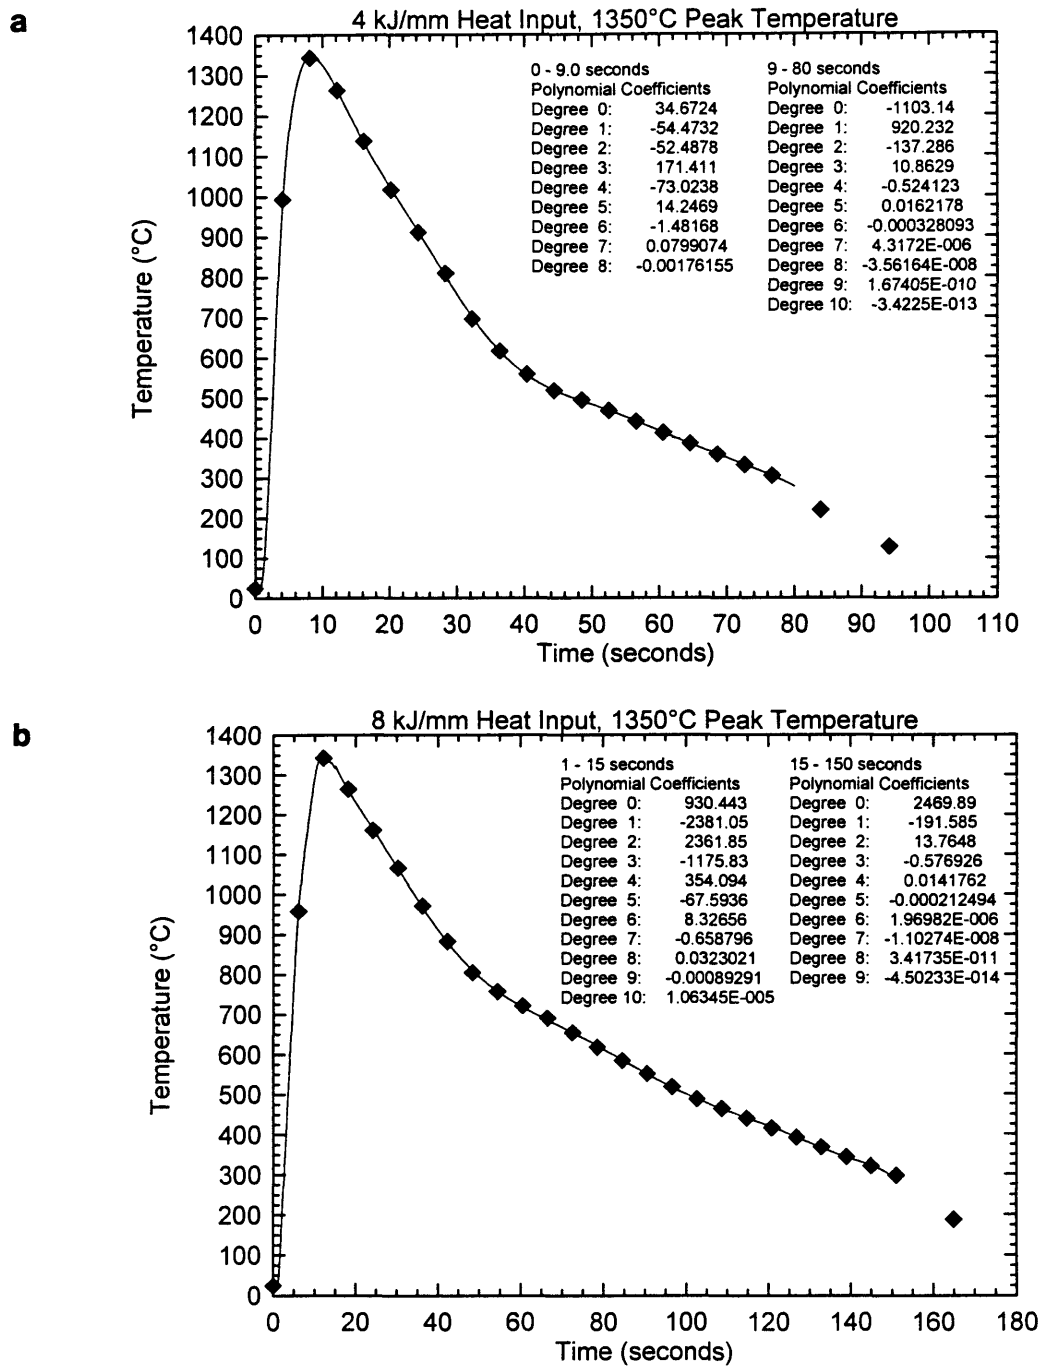 a
4 kJ/mm Heat Input, 1350°C Peak Temperature
1400
1300
1200
1100
1000
900
800
700
600
500
400
300
200
100
0
Temperature (°C)
0 - 9.0 seconds
Polynomial Coefficients
Degree 0: 34.6724
Degree 1: -54.4732
Degree 2: -52.4878
Degree 3: 171.411
Degree 4: -73.0238
Degree 5: 14.2469
Degree 6: -1.48168
Degree 7: 0.0799074
Degree 8: -0.00176155
9 - 80 seconds
Polynomial Coefficients
Degree 0: -1103.14
Degree 1: 920.232
Degree 2: -137.286
Degree 3: 10.8629
Degree 4: -0.524123
Degree 5: 0.0162178
Degree 6: -0.000328093
Degree 7: 4.3172E-006
Degree 8: -3.56164E-008
Degree 9: 1.67405E-010
Degree 10: -3.4225E-013
0 10 20 30 40 50 60 70 80 90 100 110
Time (seconds)
b
8 kJ/mm Heat Input, 1350°C Peak Temperature
1400
1300
1200
1100
1000
900
800
700
600
500
400
300
200
100
0
Temperature (°C)
1 - 15 seconds
Polynomial Coefficients
Degree 0: 930.443
Degree 1: -2381.05
Degree 2: 2361.85
Degree 3: -1175.83
Degree 4: 354.094
Degree 5: -67.5936
Degree 6: 8.32656
Degree 7: -0.658796
Degree 8: 0.0323021
Degree 9: -0.00089291
Degree 10: 1.06345E-005
15 - 150 seconds
Polynomial Coefficients
Degree 0: 2469.89
Degree 1: -191.585
Degree 2: 13.7648
Degree 3: -0.576926
Degree 4: 0.0141762
Degree 5: -0.000212494
Degree 6: 1.96982E-006
Degree 7: -1.10274E-008
Degree 8: 3.41735E-011
Degree 9: -4.50233E-014
0 20 40 60 80 100 120 140 160 180
Time (seconds)